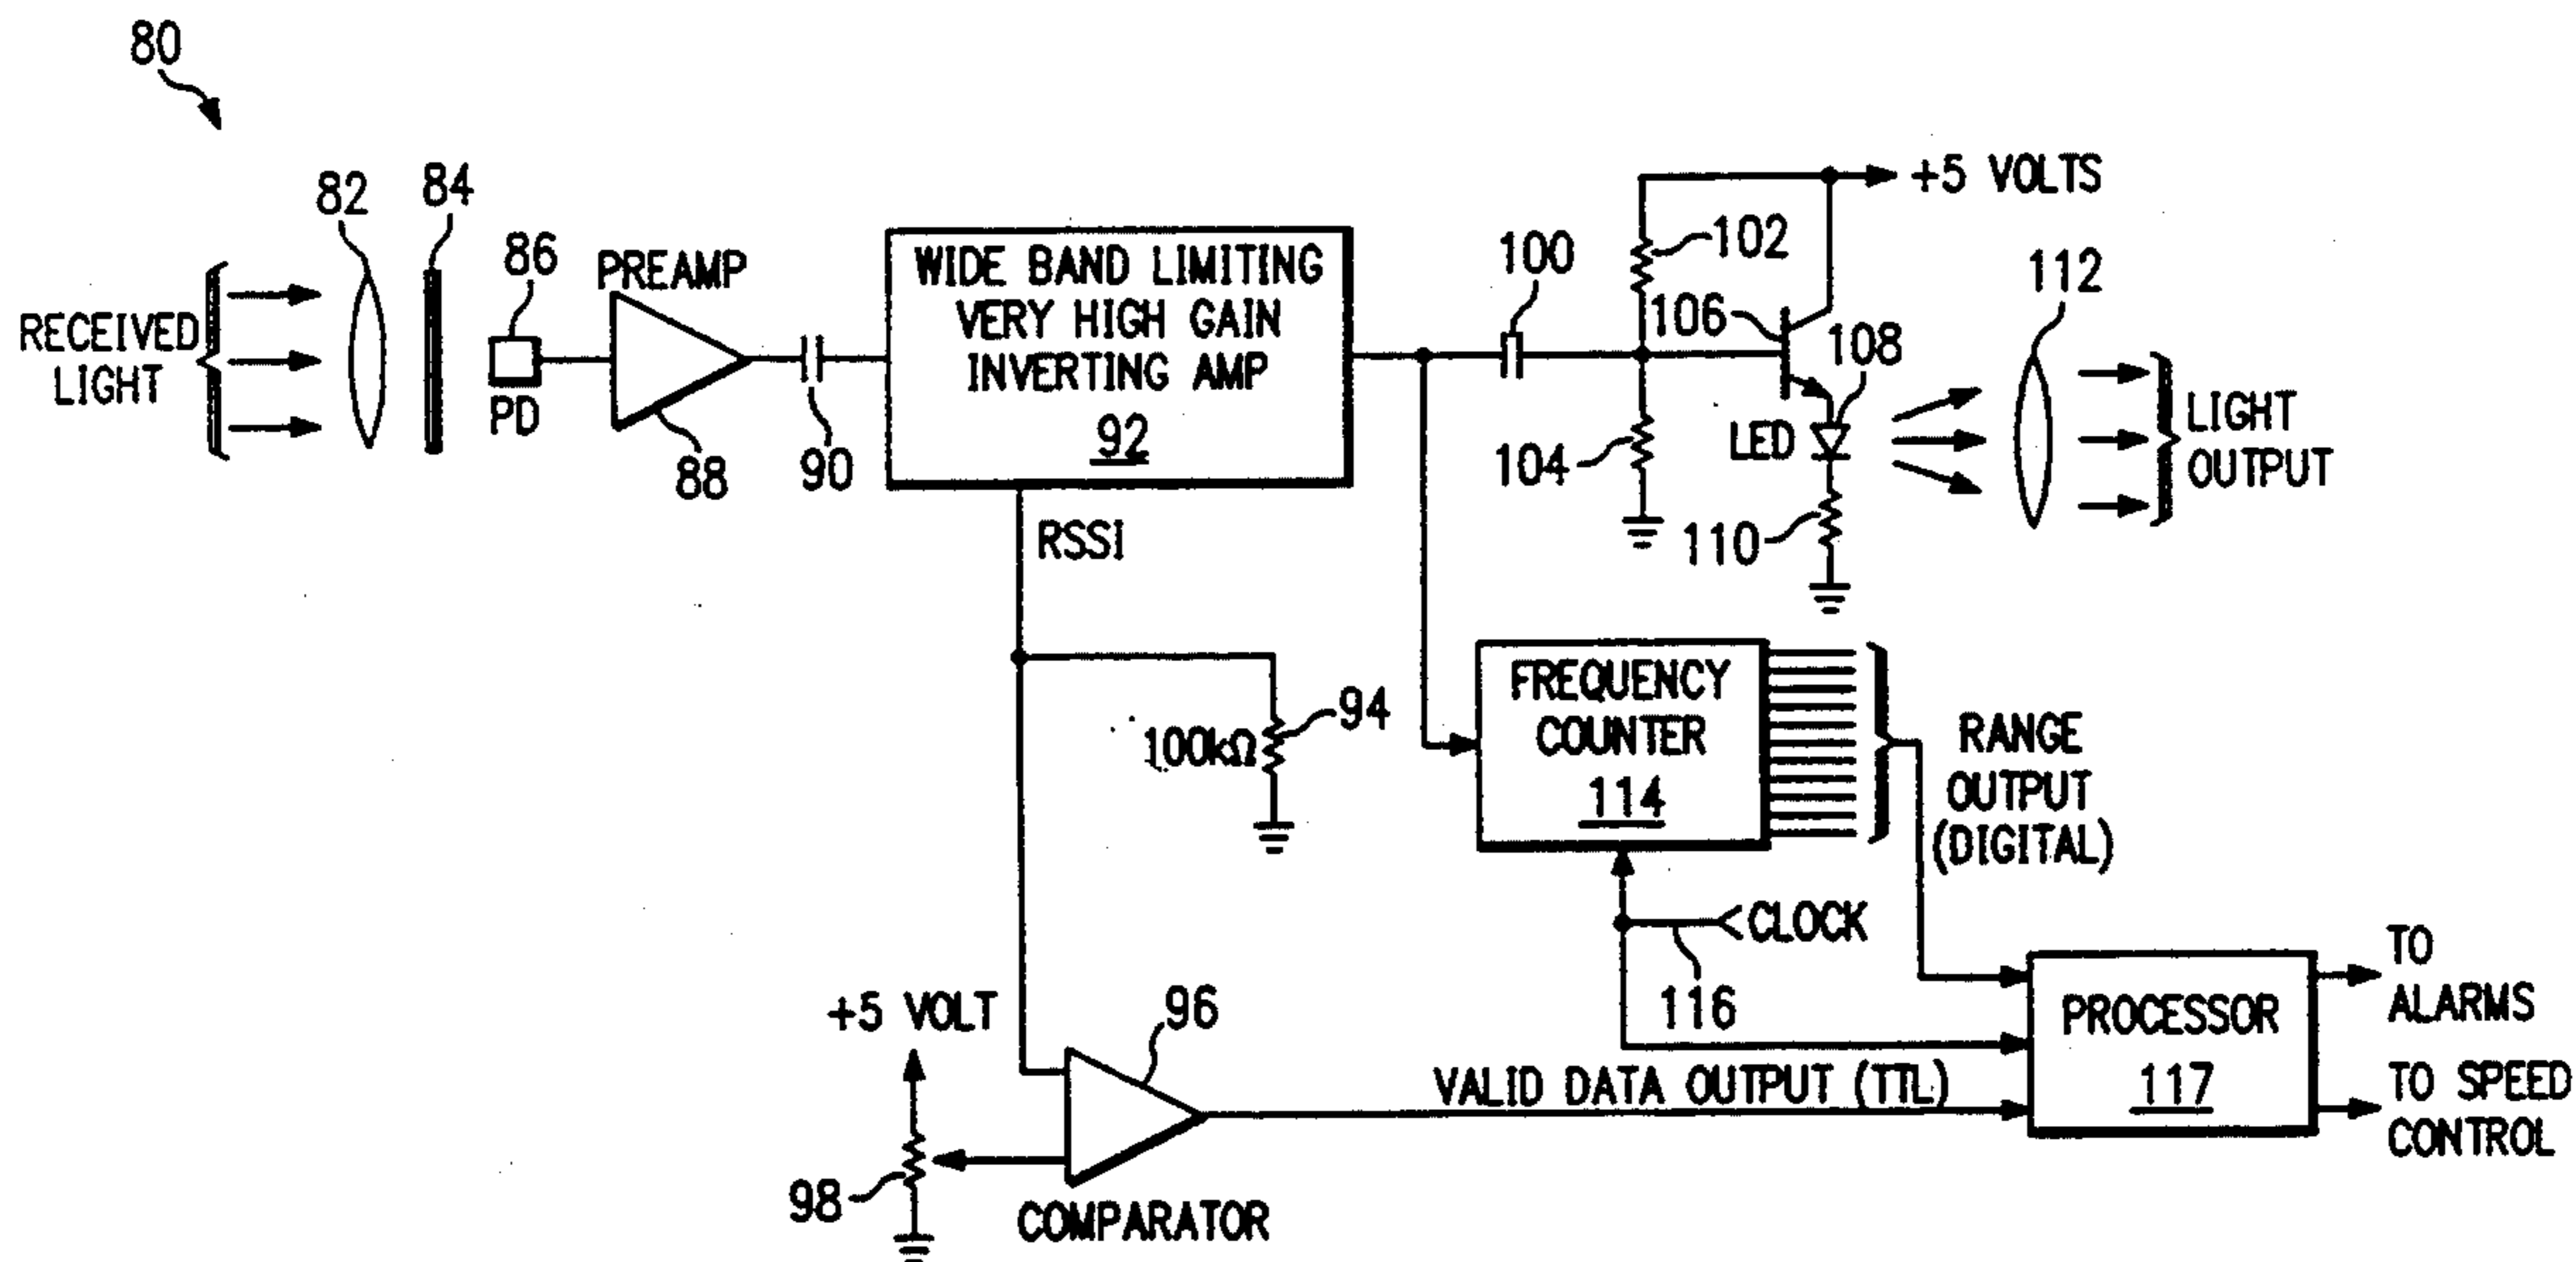 80
82
84
86
PREAMP
RECEIVED
LIGHT
PD
88
90
WIDE BAND LIMITING
VERY HIGH GAIN
INVERTING AMP
92
RSSI
100
102
+5 VOLTS
106
108
112
104
LED
110
LIGHT
OUTPUT
94
100kΩ
FREQUENCY
COUNTER
114
RANGE
OUTPUT
(DIGITAL)
CLOCK
116
+5 VOLT
96
98
COMPARATOR
VALID DATA OUTPUT (TTL)
PROCESSOR
117
TO
ALARMS
TO SPEED
CONTROL